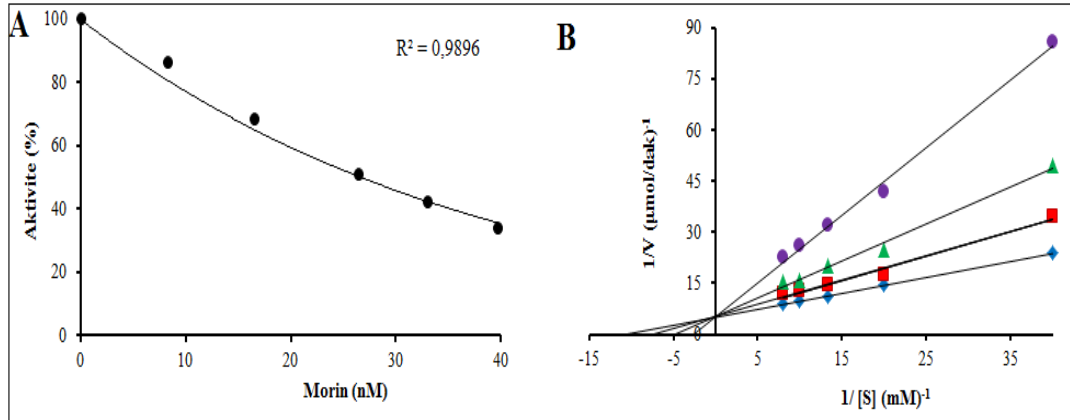 A
R² = 0,9896
100
80
60
40
20
0
Aktivite (%)
0 10 20 30 40
Morin (nM)
B
90
75
60
45
30
15
0
1/V (µmol/dak)⁻¹
-15 -5 5 15 25 35
1/ [S] (mM)⁻¹